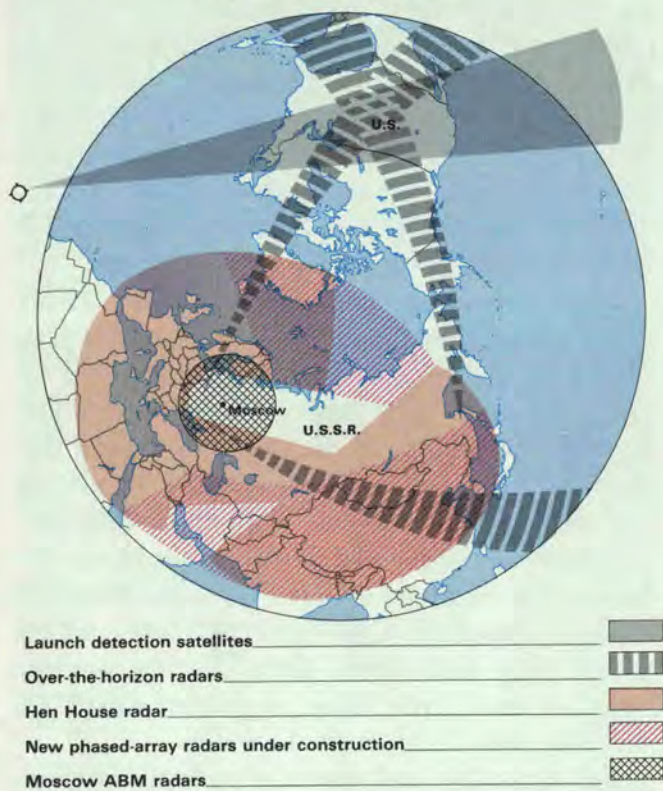 U.S.
Moscow
U.S.S.R.
Launch detection satellites
Over-the-horizon radars
Hen House radar
New phased-array radars under construction
Moscow ABM radars